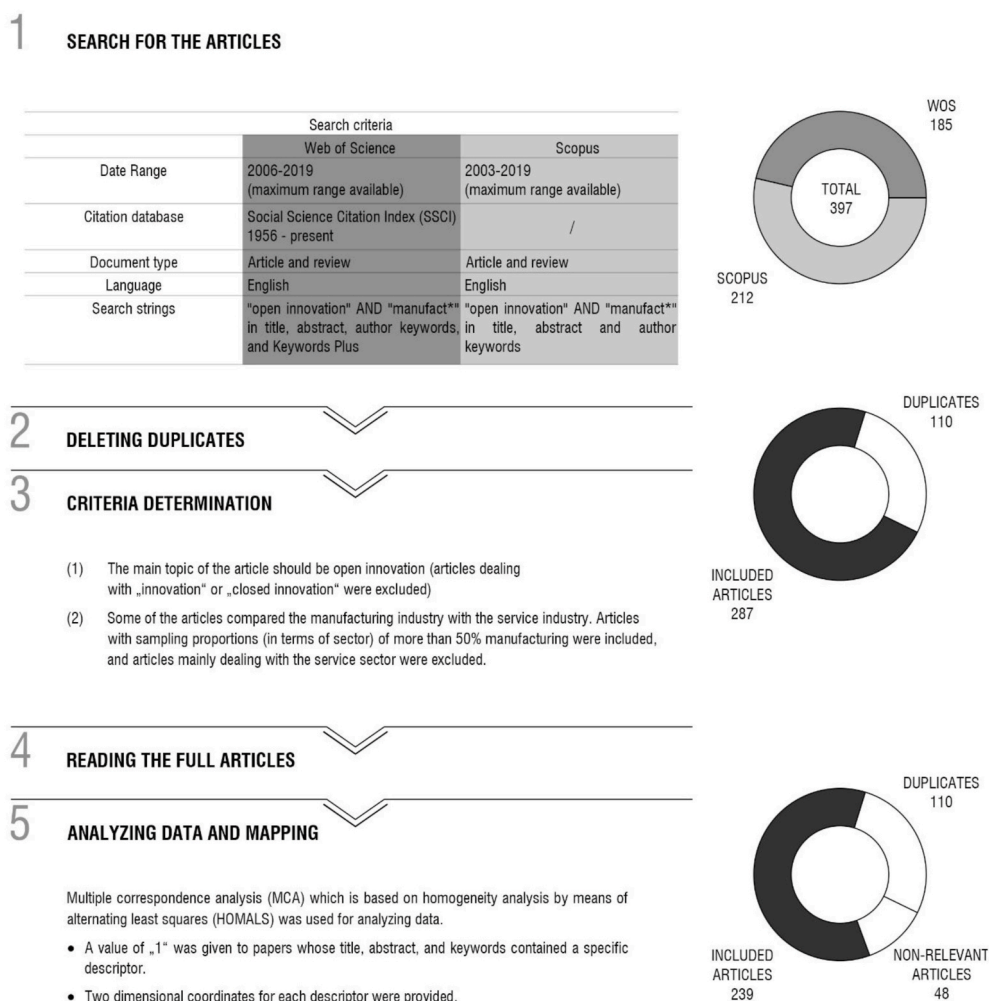 1
SEARCH FOR THE ARTICLES
Search criteria
Web of Science Scopus
Date Range 2006-2019 2003-2019
(maximum range available) (maximum range available)
Citation database Social Science Citation Index (SSCI) /
1956 - present
Document type Article and review Article and review
Language English English
Search strings "open innovation" AND "manufact*" "open innovation" AND "manufact*"
in title, abstract, author keywords, in title, abstract and author
and Keywords Plus keywords
WOS
185
TOTAL
397
SCOPUS
212
2
DELETING DUPLICATES
DUPLICATES
110
3
CRITERIA DETERMINATION
(1) The main topic of the article should be open innovation (articles dealing
with „innovation“ or „closed innovation“ were excluded)
(2) Some of the articles compared the manufacturing industry with the service industry. Articles
with sampling proportions (in terms of sector) of more than 50% manufacturing were included,
and articles mainly dealing with the service sector were excluded.
INCLUDED
ARTICLES
287
4
READING THE FULL ARTICLES
5
ANALYZING DATA AND MAPPING
DUPLICATES
110
Multiple correspondence analysis (MCA) which is based on homogeneity analysis by means of
alternating least squares (HOMALS) was used for analyzing data.
● A value of „1“ was given to papers whose title, abstract, and keywords contained a specific
descriptor.
● Two dimensional coordinates for each descriptor were provided.
INCLUDED
ARTICLES
239
NON-RELEVANT
ARTICLES
48